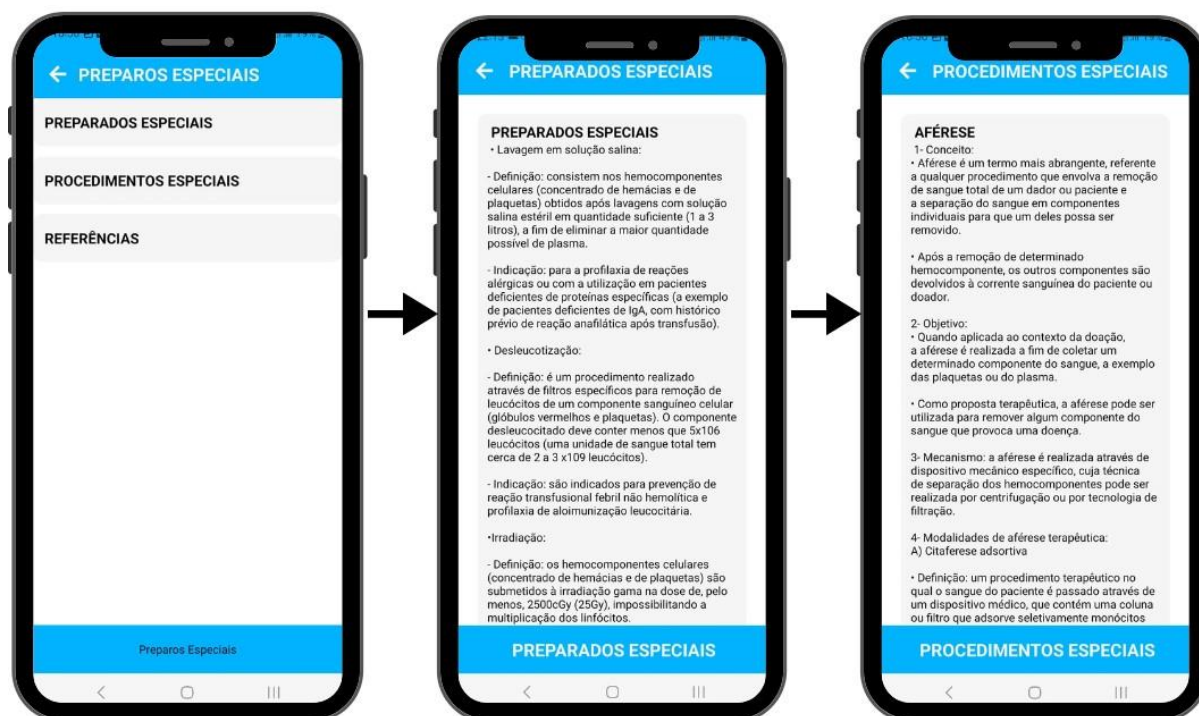 PREPAROS ESPECIAIS
PREPARADOS ESPECIAIS
PROCEDIMENTOS ESPECIAIS
REFERÊNCIAS
Preparos Especiais
PREPARADOS ESPECIAIS
PREPARADOS ESPECIAIS
• Lavagem em solução salina:
- Definição: consistem nos hemocomponentes
celulares (concentrado de hemácias e de
plaquetas) obtidos após lavagens com solução
salina estéril em quantidade suficiente (1 a 3
litros), a fim de eliminar a maior quantidade
possível de plasma.
- Indicação: para a profilaxia de reações
alérgicas ou com a utilização em pacientes
deficientes de proteínas específicas (a exemplo
de pacientes deficientes de IgA, com histórico
prévio de reação anafilática após transfusão).
• Desleucotização:
- Definição: é um procedimento realizado
através de filtros específicos para remoção de
leucócitos de um componente sanguíneo celular
(glóbulos vermelhos e plaquetas). O componente
desleucocitado deve conter menos que 5x106
leucócitos (uma unidade de sangue total tem
cerca de 2 a 3 x109 leucócitos).
- Indicação: são indicados para prevenção de
reação transfusional febril não hemolítica e
profilaxia de aloimunização leucocitária.
•Irradiação:
- Definição: os hemocomponentes celulares
(concentrado de hemácias e de plaquetas) são
submetidos à irradiação gama na dose de, pelo
menos, 2500cGy (25Gy), impossibilitando a
multiplicação dos linfócitos.
PREPARADOS ESPECIAIS
PROCEDIMENTOS ESPECIAIS
AFÉRESE
1- Conceito:
• Aférese é um termo mais abrangente, referente
a qualquer procedimento que envolva a remoção
de sangue total de um dador ou paciente e
a separação do sangue em componentes
individuais para que um deles possa ser
removido.
• Após a remoção de determinado
hemocomponente, os outros componentes são
devolvidos à corrente sanguínea do paciente ou
doador.
2- Objetivo:
• Quando aplicada ao contexto da doação,
a aférese é realizada a fim de coletar um
determinado componente do sangue, a exemplo
das plaquetas ou do plasma.
• Como proposta terapêutica, a aférese pode ser
utilizada para remover algum componente do
sangue que provoca uma doença.
3- Mecanismo: a aférese é realizada através de
dispositivo mecânico específico, cuja técnica
de separação dos hemocomponentes pode ser
realizada por centrifugação ou por tecnologia de
filtração.
4- Modalidades de aférese terapêutica:
A) Citaferese adsortiva
• Definição: um procedimento terapêutico no
qual o sangue do paciente é passado através de
um dispositivo médico, que contém uma coluna
ou filtro que adsorve seletivamente monócitos
PROCEDIMENTOS ESPECIAIS